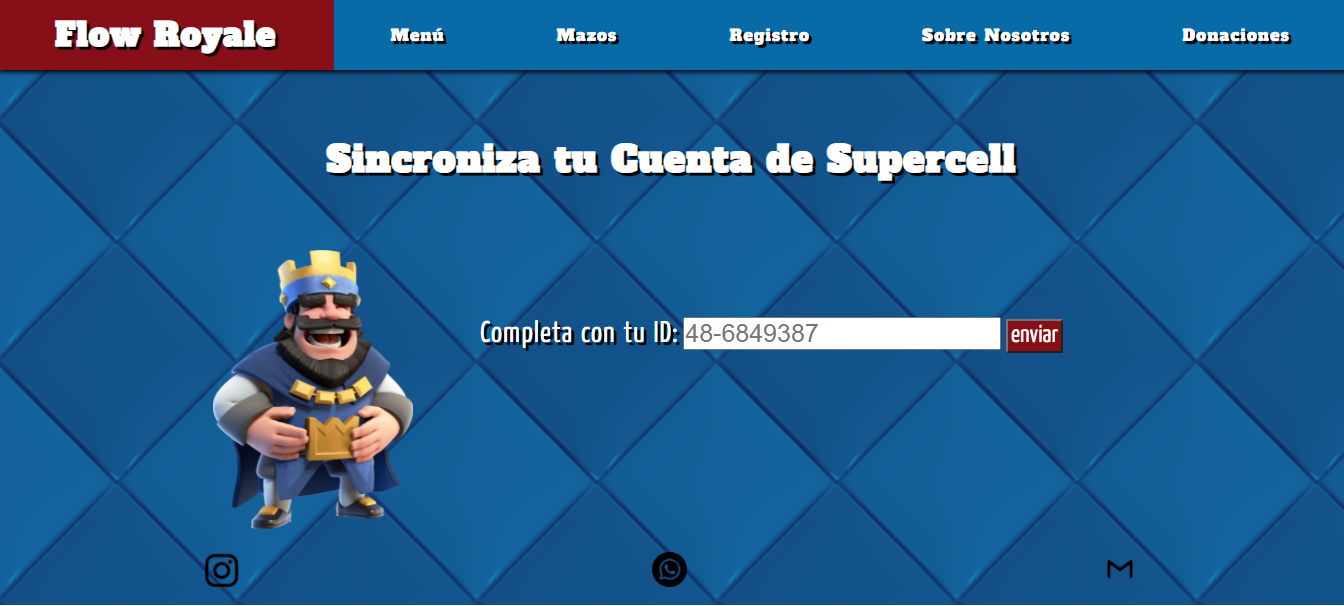 Flow Royale
Menú
Mazos
Registro
Sobre Nosotros
Donaciones
Sincroniza tu Cuenta de Supercell
Completa con tu ID: 48-6849387 enviar